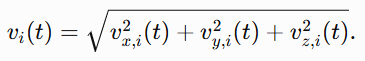 $v_i(t) = \sqrt{v_{x,i}^2(t) + v_{y,i}^2(t) + v_{z,i}^2(t)}.$